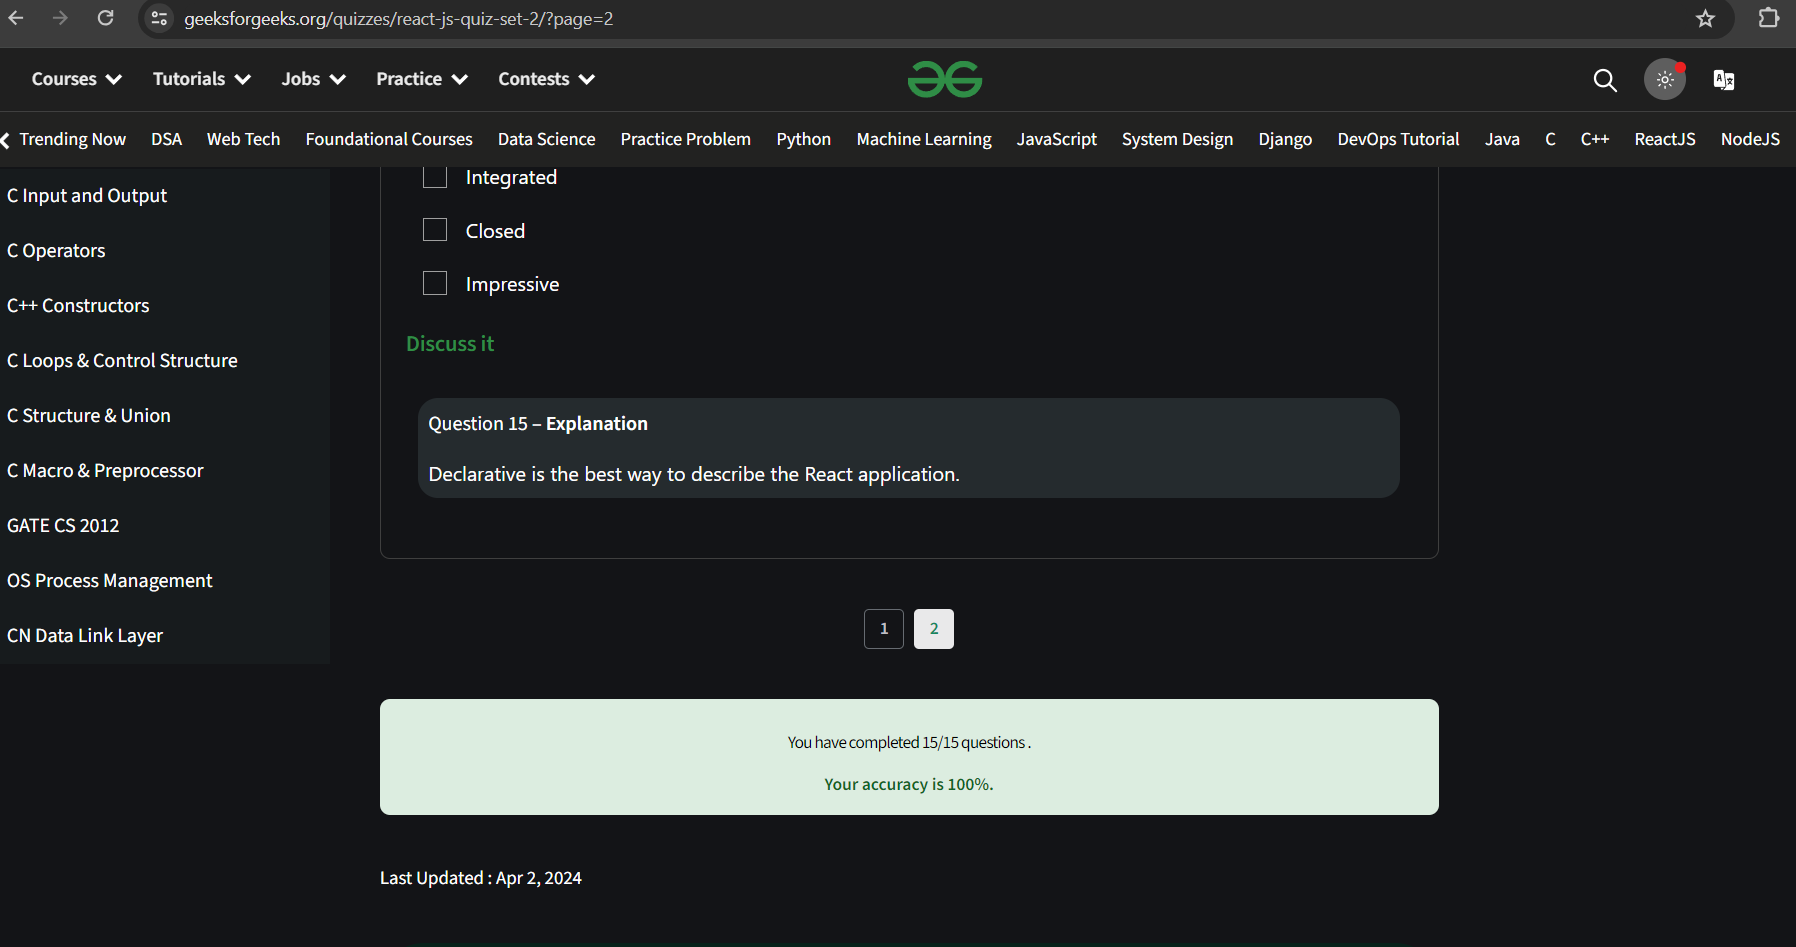 geeksforgeeks.org/quizzes/react-js-quiz-set-2/?page=2
Courses Tutorials Jobs Practice Contests
Trending Now DSA Web Tech Foundational Courses Data Science Practice Problem Python Machine Learning JavaScript System Design Django DevOps Tutorial Java C C++ ReactJS NodeJS
C Input and Output
C Operators
C++ Constructors
C Loops & Control Structure
C Structure & Union
C Macro & Preprocessor
GATE CS 2012
OS Process Management
CN Data Link Layer
Integrated
Closed
Impressive
Discuss it
Question 15 – Explanation
Declarative is the best way to describe the React application.
1 2
You have completed 15/15 questions .
Your accuracy is 100%.
Last Updated : Apr 2, 2024